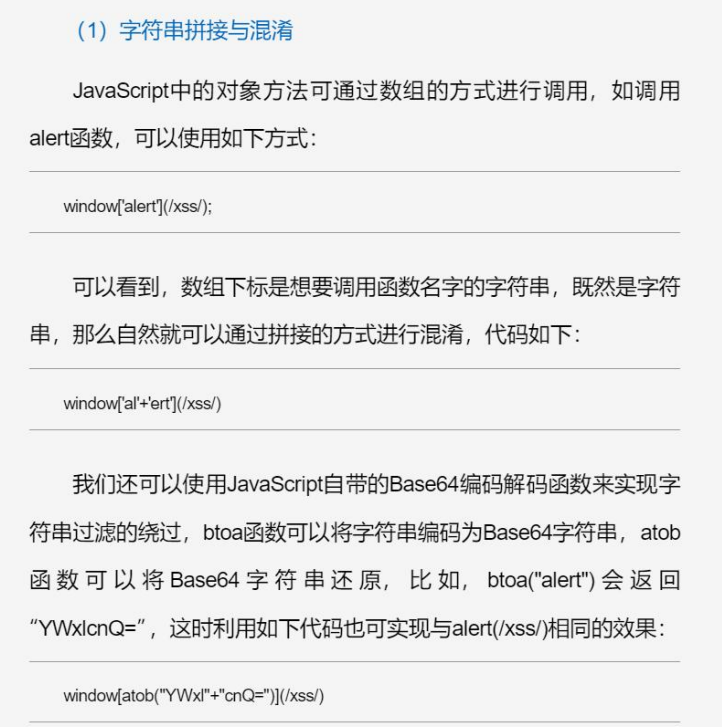 （1）字符串拼接与混淆
JavaScript中的对象方法可通过数组的方式进行调用，如调用
alert函数，可以使用如下方式：
window['alert'](/xss/);
可以看到，数组下标是想要调用函数名字的字符串，既然是字符
串，那么自然就可以通过拼接的方式进行混淆，代码如下：
window['al'+'ert'](/xss/)
我们还可以使用JavaScript自带的Base64编码解码函数来实现字
符串过滤的绕过，btoa函数可以将字符串编码为Base64字符串，atob
函数可以将Base64字符串还原，比如，btoa("alert")会返回
“YWxlcnQ=”，这时利用如下代码也可实现与alert(/xss/)相同的效果：
window[atob("YWxl"+"cnQ=")](/xss/)